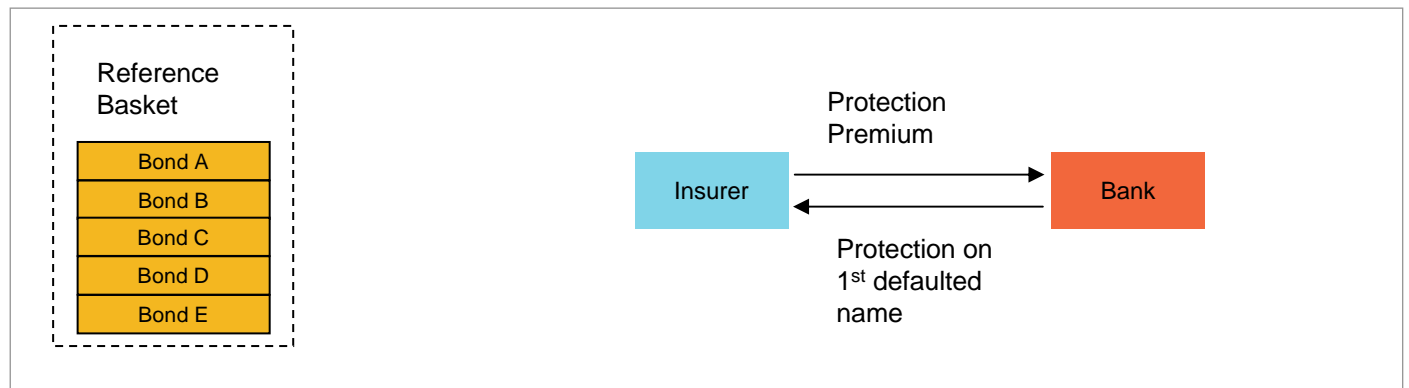 Reference
Basket
Bond A
Bond B
Bond C
Bond D
Bond E
Protection
Premium
Insurer
Bank
Protection on
1st defaulted
name